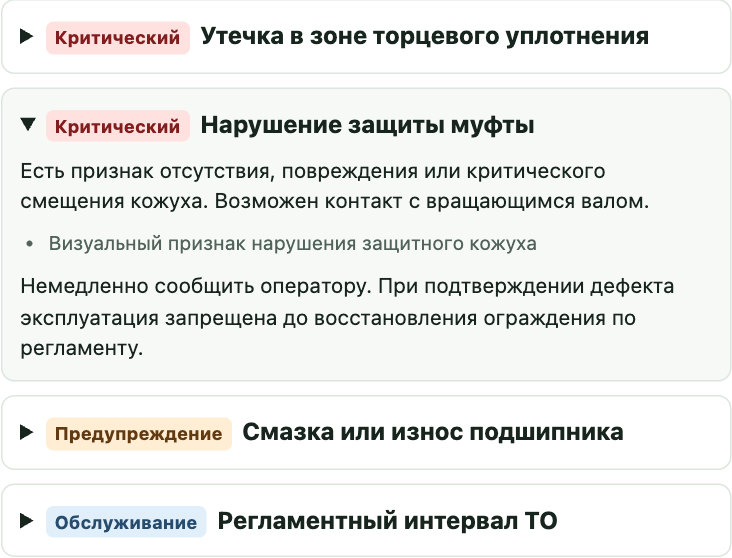 Критический Утечка в зоне торцевого уплотнения
Критический Нарушение защиты муфты
Есть признак отсутствия, повреждения или критического
смещения кожуха. Возможен контакт с вращающимся валом.
• Визуальный признак нарушения защитного кожуха
Немедленно сообщить оператору. При подтверждении дефекта
эксплуатация запрещена до восстановления ограждения по
регламенту.
Предупреждение Смазка или износ подшипника
Обслуживание Регламентный интервал ТО